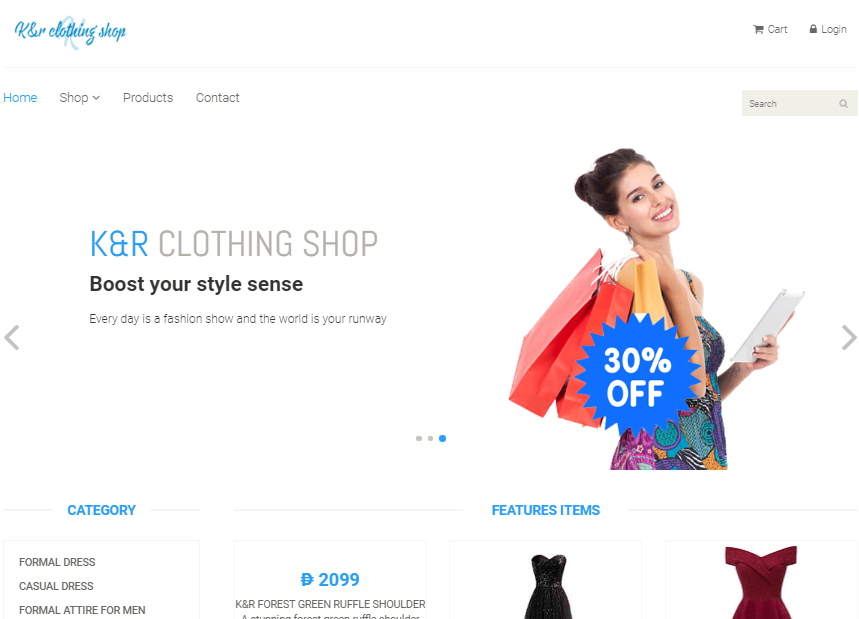 K&r clothing shop
Cart Login
Home Shop Products Contact
Search
K&R CLOTHING SHOP
Boost your style sense
Every day is a fashion show and the world is your runway
30%
OFF
CATEGORY
FEATURES ITEMS
FORMAL DRESS
CASUAL DRESS
FORMAL ATTIRE FOR MEN
2099
K&R FOREST GREEN RUFFLE SHOULDER
A stunning forest green ruffle shoulder